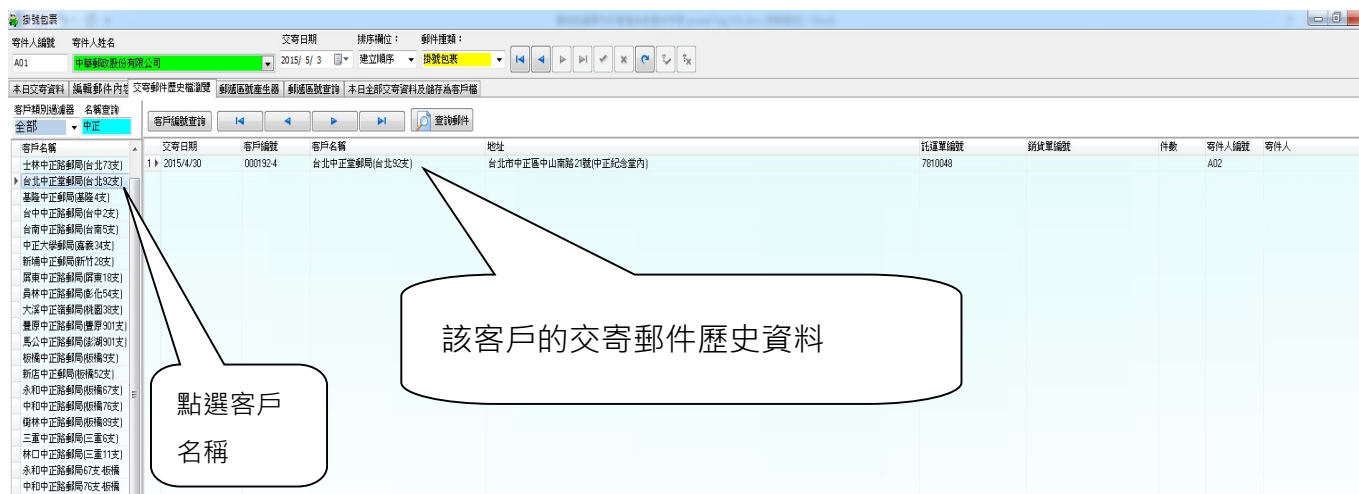 掛號包裹
寄件人編號 寄件人姓名 交寄日期 排序欄位： 郵件種類：
A01 中華郵政股份有限公司 2015/ 5/ 3 建立順序 掛號包裹
本日交寄資料 編輯郵件內容 交寄郵件歷史檔瀏覽 郵遞區號產生器 郵遞區號查詢 本日全部交寄資料及儲存為客戶檔
客戶類別過濾器 名稱查詢
全部 中正 客戶編號查詢 查詢郵件
客戶名稱 交寄日期 客戶編號 客戶名稱 地址 託運單編號 銷貨單編號 件數 寄件人編號 寄件人
士林中正路郵局(台北73支) 1 2015/4/30 000192-4 台北中正堂郵局(台北92支) 台北市中正區中山南路21號(中正紀念堂內) 7810048 A02
台北中正堂郵局(台北92支)
基隆中正郵局(基隆4支)
台中中正路郵局(台中2支)
台南中正路郵局(台南5支)
中正大學郵局(嘉義34支)
新埔中正郵局(新竹28支)
屏東中正路郵局(屏東18支)
員林中正路郵局(彰化54支)
大溪中正嶺郵局(桃園38支)
豐原中正路郵局(豐原901支)
馬公中正路郵局(澎湖901支)
板橋中正路郵局(板橋9支)
新店中正郵局(板橋52支)
永和中正路郵局(板橋67支)
中和中正路郵局(板橋76支)
樹林中正路郵局(板橋89支)
三重中正路郵局(三重6支)
林口中正路郵局(三重11支)
永和中正路郵局67支-板橋
中和中正路郵局76支-板橋
該客戶的交寄郵件歷史資料
點選客戶
名稱